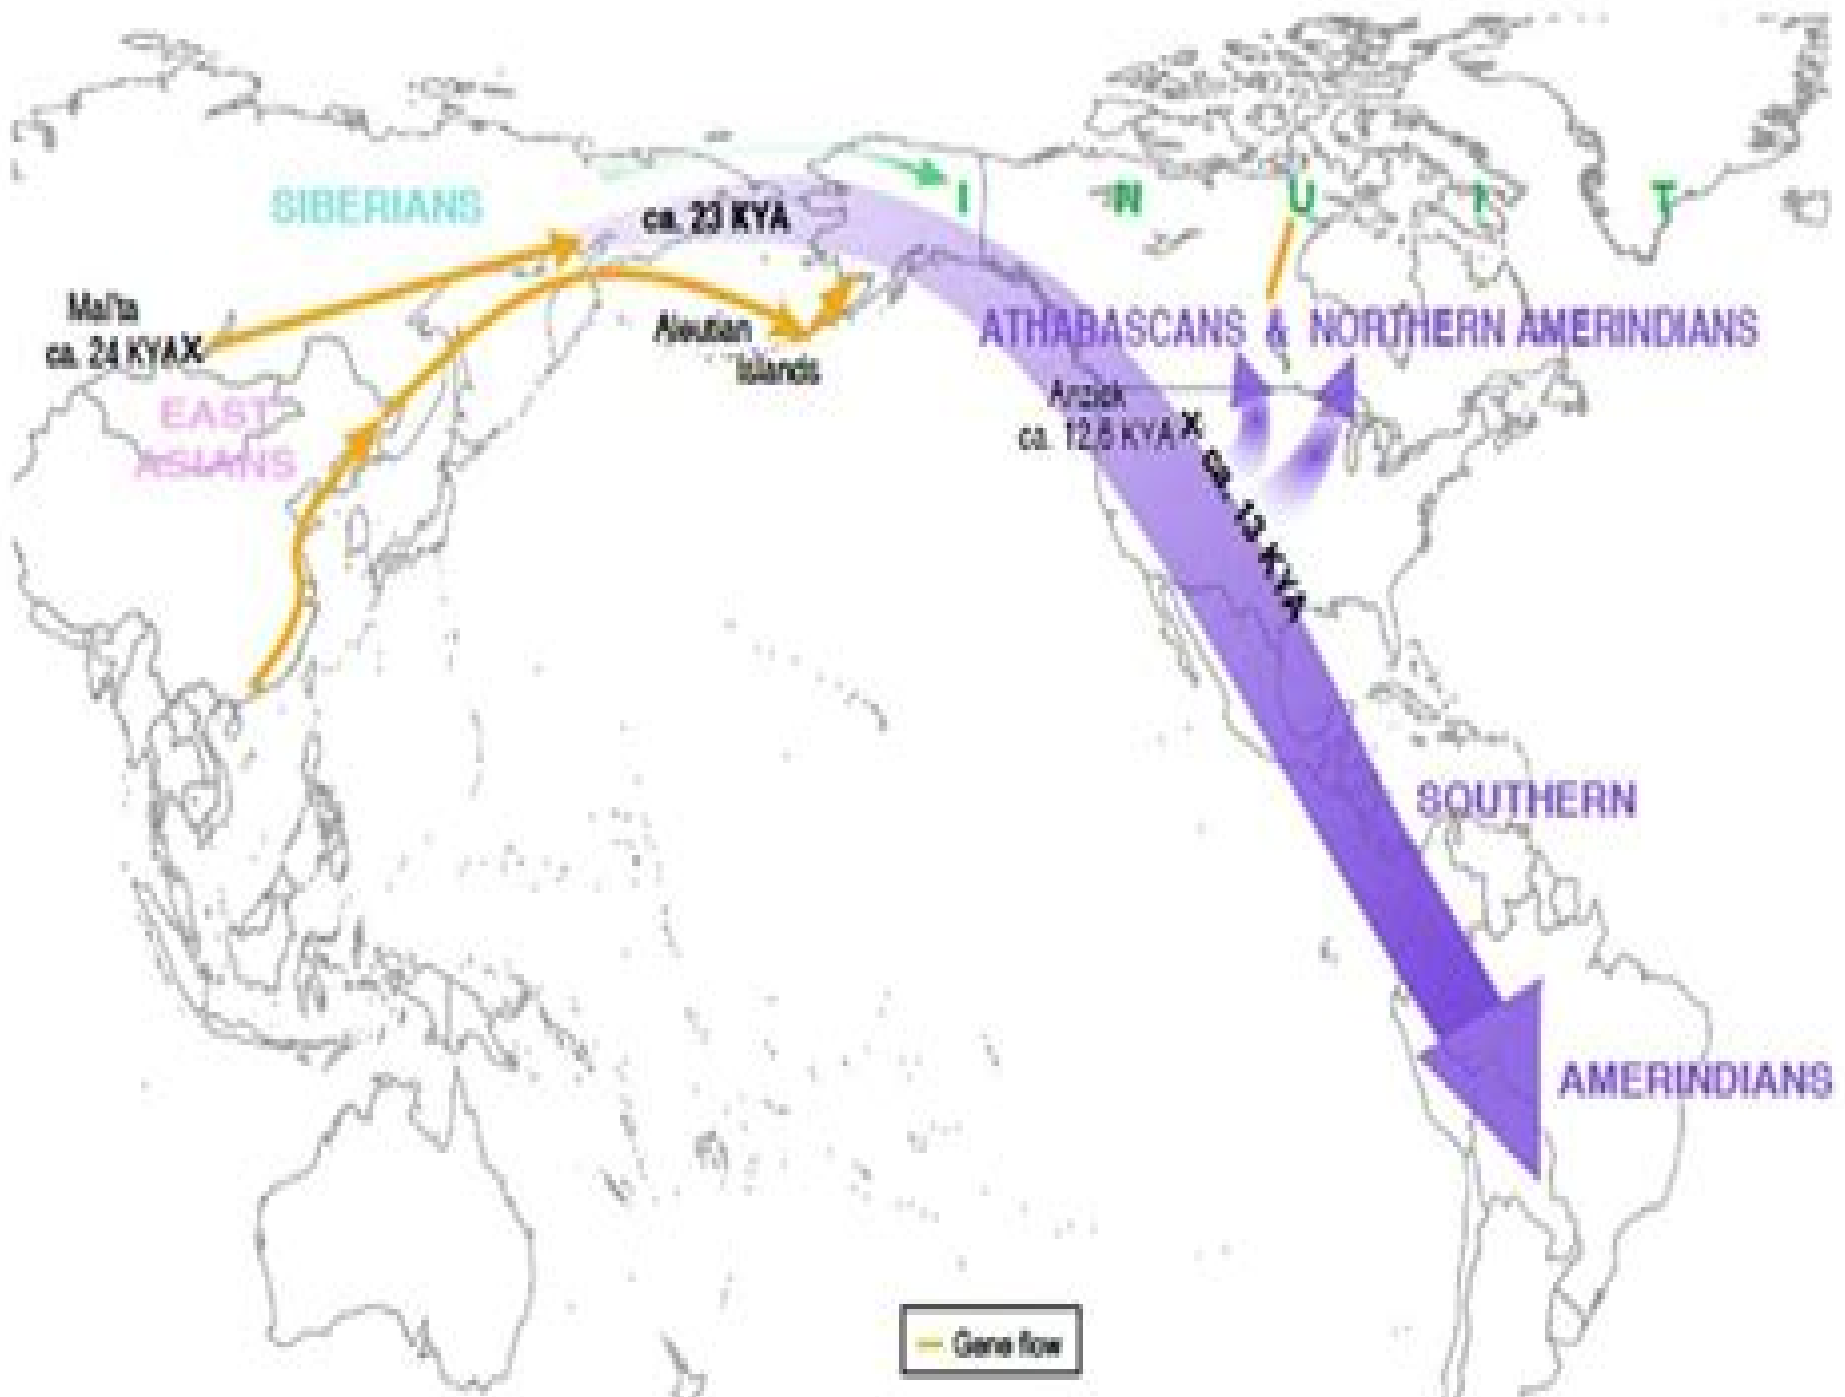 SIBERIANS
ca. 23 KYA
I N U I T
Mal'ta
ca. 24 KYA X
Aleutian
Islands
ATHABASCANS & NORTHERN AMERINDIANS
EAST
ASIANS
Anzick
ca. 12,6 KYA X
ca. 13 KYA
SOUTHERN
AMERINDIANS
Gene flow